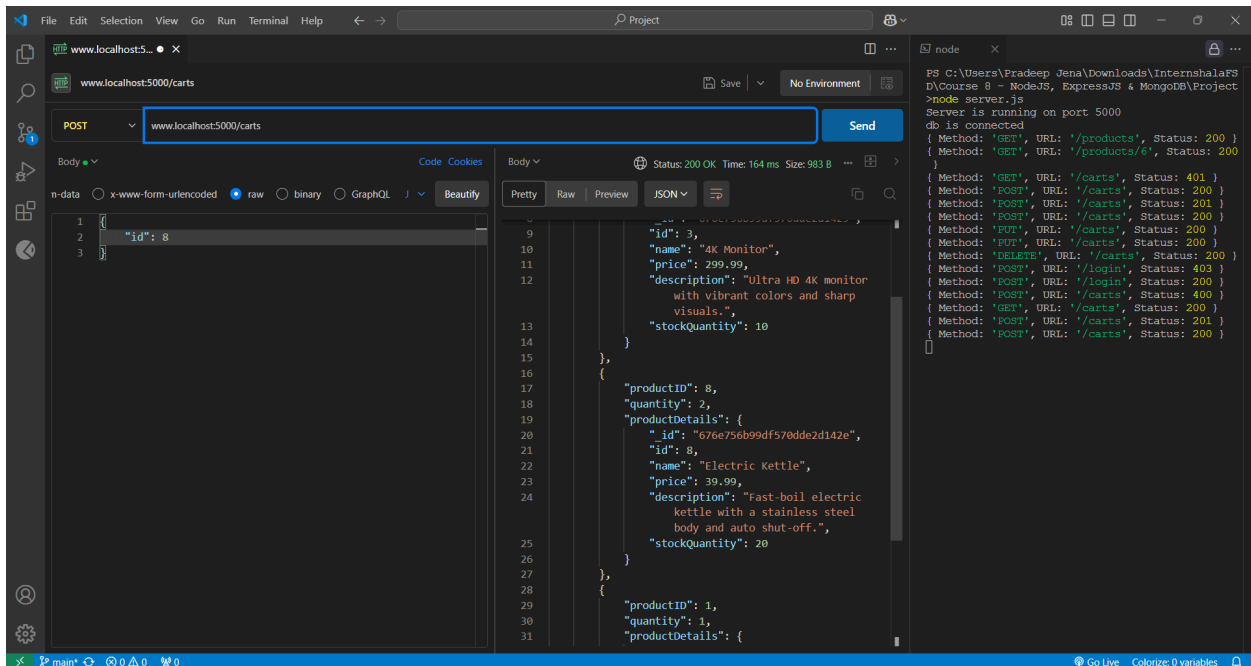 File Edit Selection View Go Run Terminal Help
Project
www.localhost:5...
node
www.localhost:5000/carts
Save
No Environment
POST
www.localhost:5000/carts
Send
Body
Code Cookies
n-data x-www-form-urlencoded raw binary GraphQL J
Beautify
1 {
2 "id": 8
3 }
Body
Status: 200 OK Time: 164 ms Size: 983 B
Pretty Raw Preview JSON
9 "id": 3,
10 "name": "4K Monitor",
11 "price": 299.99,
12 "description": "Ultra HD 4K monitor
with vibrant colors and sharp
visuals.",
13 "stockQuantity": 10
14 }
15 },
16 {
17 "productID": 8,
18 "quantity": 2,
19 "productDetails": {
20 "_id": "676e756b99df570dde2d142e",
21 "id": 8,
22 "name": "Electric Kettle",
23 "price": 39.99,
24 "description": "Fast-boil electric
kettle with a stainless steel
body and auto shut-off.",
25 "stockQuantity": 20
26 }
27 },
28 {
29 "productID": 1,
30 "quantity": 1,
31 "productDetails": {
PS C:\Users\Pradeep Jena\Downloads\InternshalaFS
D\Course 8 - NodeJS, ExpressJS & MongoDB\Project
>node server.js
Server is running on port 5000
db is connected
{ Method: 'GET', URL: '/products', Status: 200 }
{ Method: 'GET', URL: '/products/6', Status: 200
}
{ Method: 'GET', URL: '/carts', Status: 401 }
{ Method: 'POST', URL: '/carts', Status: 200 }
{ Method: 'POST', URL: '/carts', Status: 201 }
{ Method: 'POST', URL: '/carts', Status: 200 }
{ Method: 'PUT', URL: '/carts', Status: 200 }
{ Method: 'PUT', URL: '/carts', Status: 200 }
{ Method: 'DELETE', URL: '/carts', Status: 200 }
{ Method: 'POST', URL: '/login', Status: 403 }
{ Method: 'POST', URL: '/login', Status: 200 }
{ Method: 'POST', URL: '/carts', Status: 400 }
{ Method: 'GET', URL: '/carts', Status: 200 }
{ Method: 'POST', URL: '/carts', Status: 201 }
{ Method: 'POST', URL: '/carts', Status: 200 }
main* 0 0 0
Go Live Colorize: 0 variables